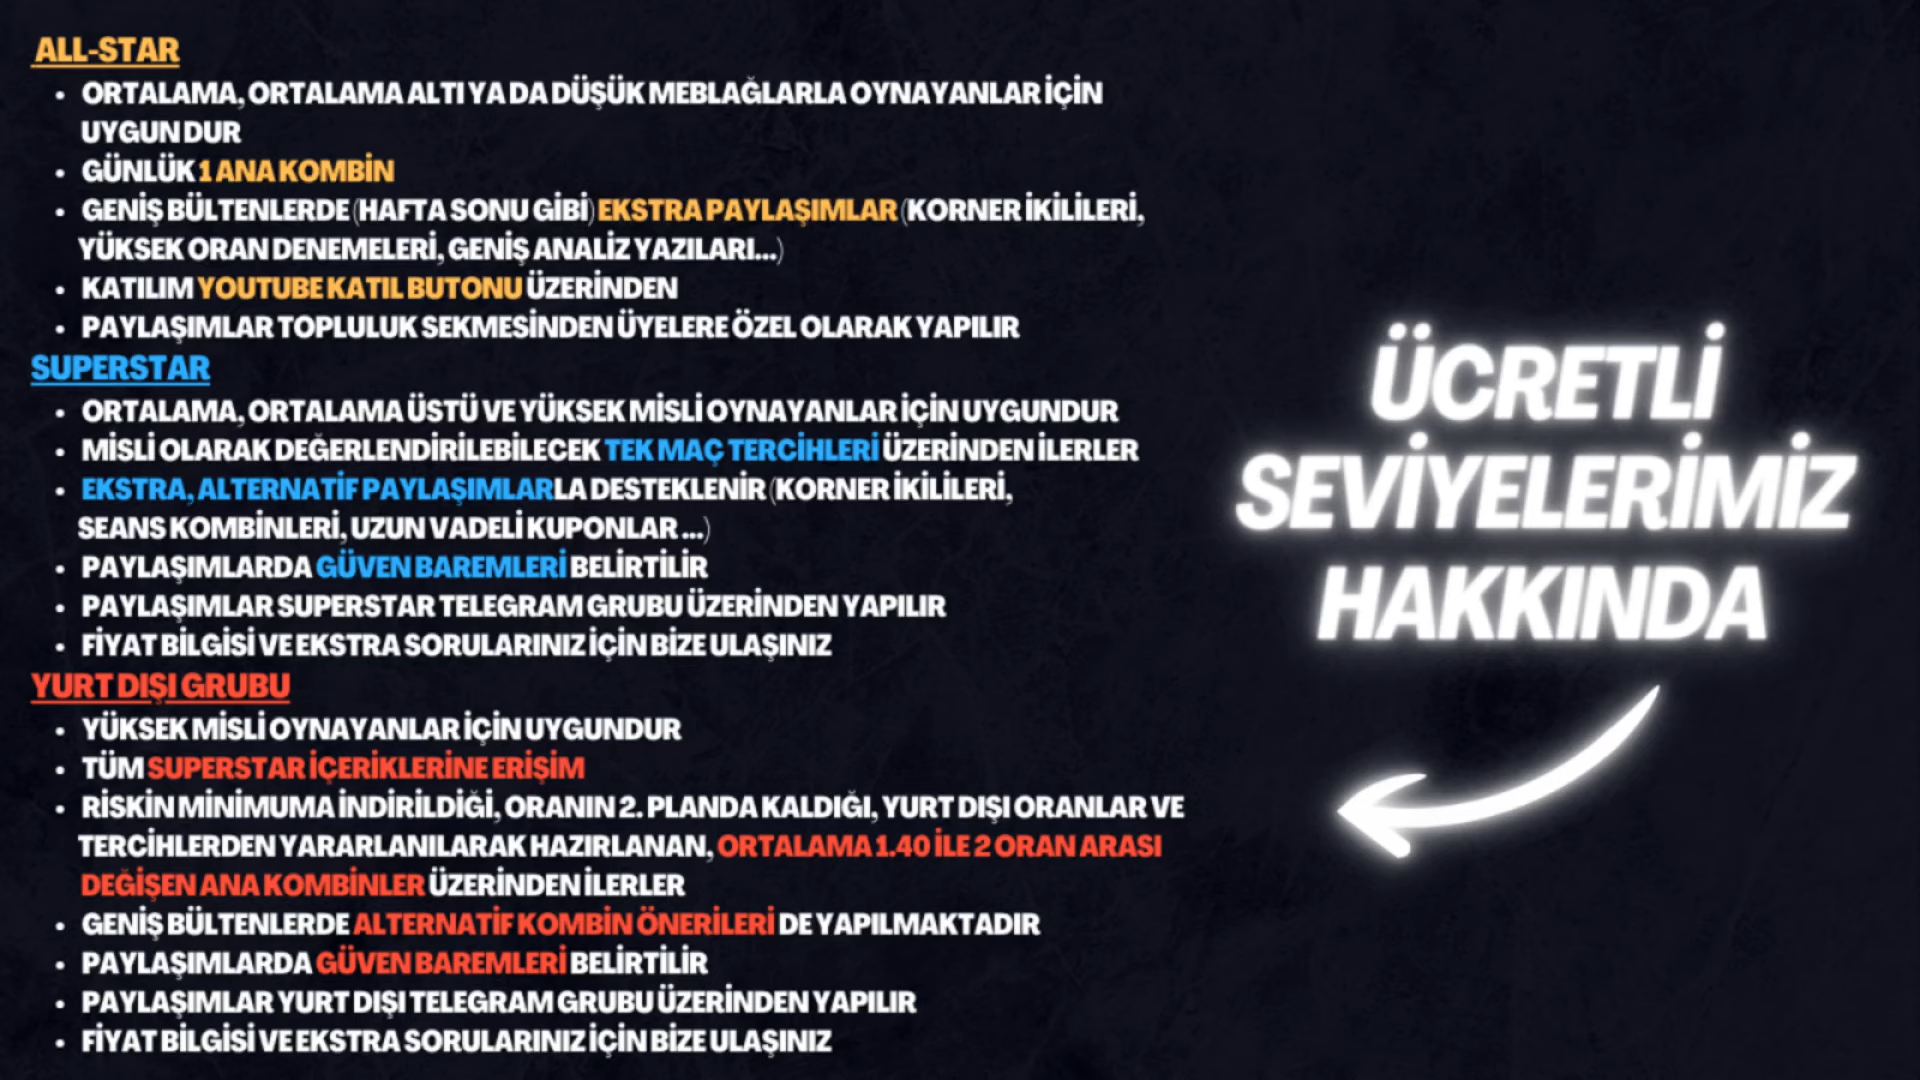 ALL-STAR
• ORTALAMA, ORTALAMA ALTI YA DA DÜŞÜK MEBLAĞLARLA OYNAYANLAR İÇİN
UYGUNDUR
• GÜNLÜK 1 ANA KOMBİN
• GENİŞ BÜLTENLERDE (HAFTA SONU GİBİ) EKSTRA PAYLAŞIMLAR (KORNER İKİLİLERİ,
YÜKSEK ORAN DENEMELERİ, GENİŞ ANALİZ YAZILARI...)
• KATILIM YOUTUBE KATIL BUTONU ÜZERİNDEN
• PAYLAŞIMLAR TOPLULUK SEKMESİNDEN ÜYELERE ÖZEL OLARAK YAPILIR
SUPERSTAR
• ORTALAMA, ORTALAMA ÜSTÜ VE YÜKSEK MİSLİ OYNAYANLAR İÇİN UYGUNDUR
• MİSLİ OLARAK DEĞERLENDİRİLEBİLECEK TEK MAÇ TERCİHLERİ ÜZERİNDEN İLERLER
• EKSTRA, ALTERNATİF PAYLAŞIMLARLA DESTEKLENİR (KORNER İKİLİLERİ,
SEANS KOMBİNLERİ, UZUN VADELİ KUPONLAR ...)
• PAYLAŞIMLARDA GÜVEN BAREMLERİ BELİRTİLİR
• PAYLAŞIMLAR SUPERSTAR TELEGRAM GRUBU ÜZERİNDEN YAPILIR
• FİYAT BİLGİSİ VE EKSTRA SORULARINIZ İÇİN BİZE ULAŞINIZ
YURT DIŞI GRUBU
• YÜKSEK MİSLİ OYNAYANLAR İÇİN UYGUNDUR
• TÜM SUPERSTAR İÇERİKLERİNE ERİŞİM
• RİSKİN MİNİMUMA İNDİRİLDİĞİ, ORANIN 2. PLANDA KALDIĞI, YURT DIŞI ORANLAR VE
TERCİHLERDEN YARARLANILARAK HAZIRLANAN, ORTALAMA 1.40 İLE 2 ORAN ARASI
DEĞİŞEN ANA KOMBİNLER ÜZERİNDEN İLERLER
• GENİŞ BÜLTENLERDE ALTERNATİF KOMBİN ÖNERİLERİ DE YAPILMAKTADIR
• PAYLAŞIMLARDA GÜVEN BAREMLERİ BELİRTİLİR
• PAYLAŞIMLAR YURT DIŞI TELEGRAM GRUBU ÜZERİNDEN YAPILIR
• FİYAT BİLGİSİ VE EKSTRA SORULARINIZ İÇİN BİZE ULAŞINIZ
ÜCRETLİ
SEVİYELERİMİZ
HAKKINDA